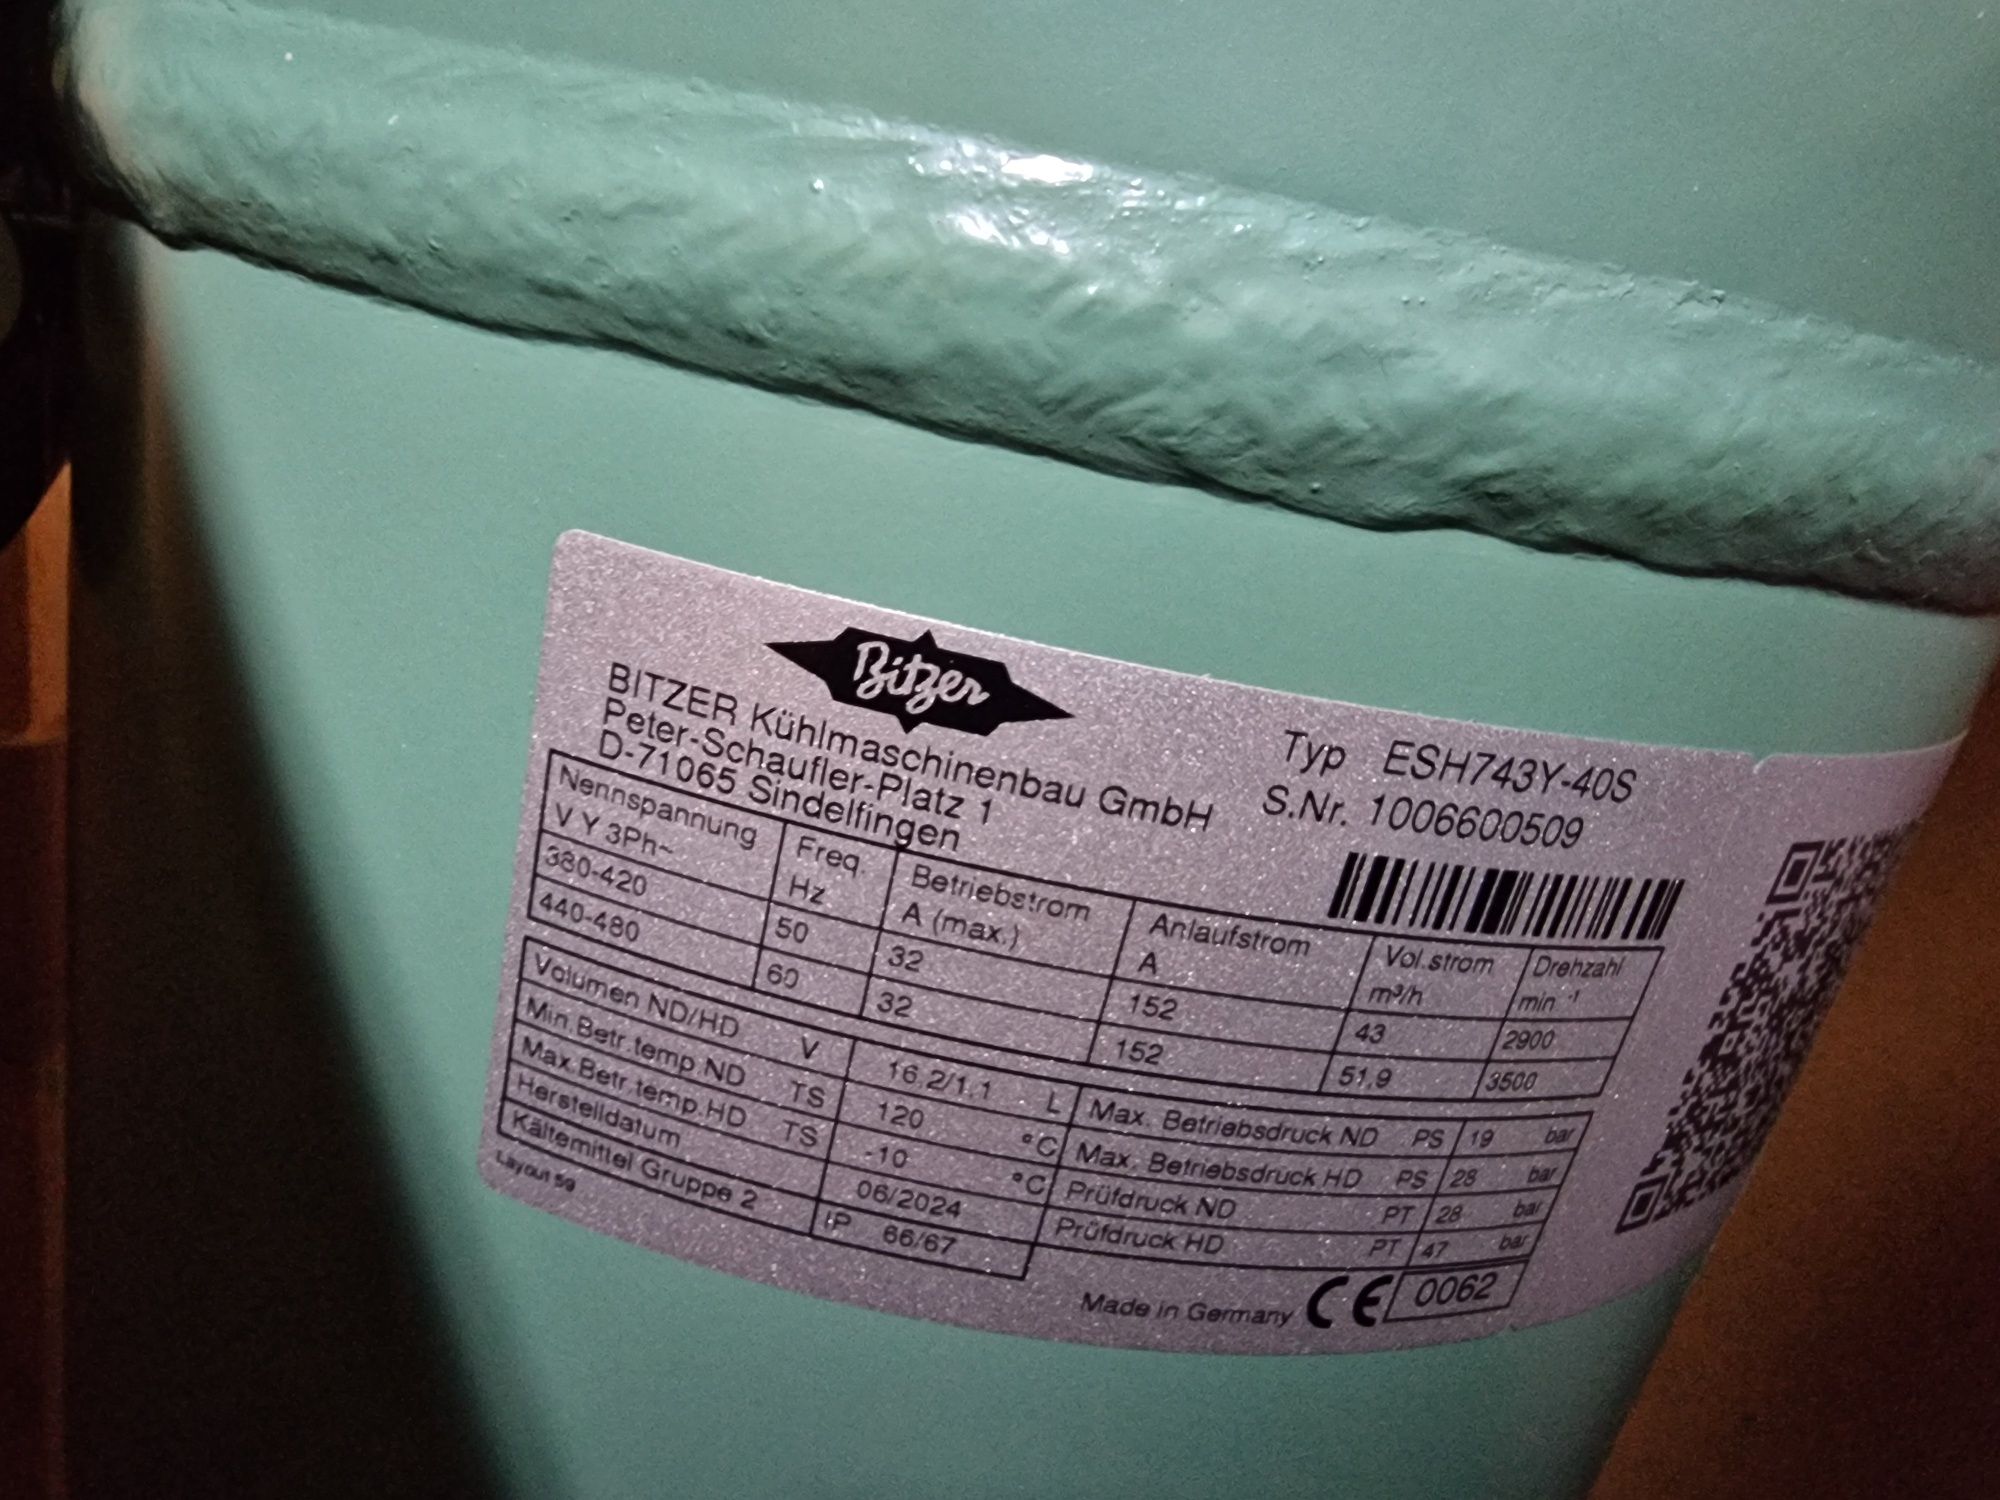 Bitzer
BITZER Kühlmaschinenbau GmbH
Peter-Schaufler-Platz 1
D-71065 Sindelfingen
Typ ESH743Y-40S
S.Nr. 1006600509
Nennspannung Freq. Betriebstrom Anlaufstrom Vol.strom Drehzahl
V Y 3Ph~ Hz A (max.) A m³/h min⁻¹
380-420 50 32 152 43 2900
440-480 60 32 152 51,9 3500
Volumen ND/HD V 16,2/1,1 L Max. Betriebsdruck ND PS 19 bar
Min.Betr.temp.ND TS 120 °C Max. Betriebsdruck HD PS 28 bar
Max.Betr.temp.HD TS -10 °C Prüfdruck ND PT 28 bar
Herstelldatum 06/2024 Prüfdruck HD PT 47 bar
Kältemittel Gruppe 2 IP 66/67
Layout 59
Made in Germany CE 0062